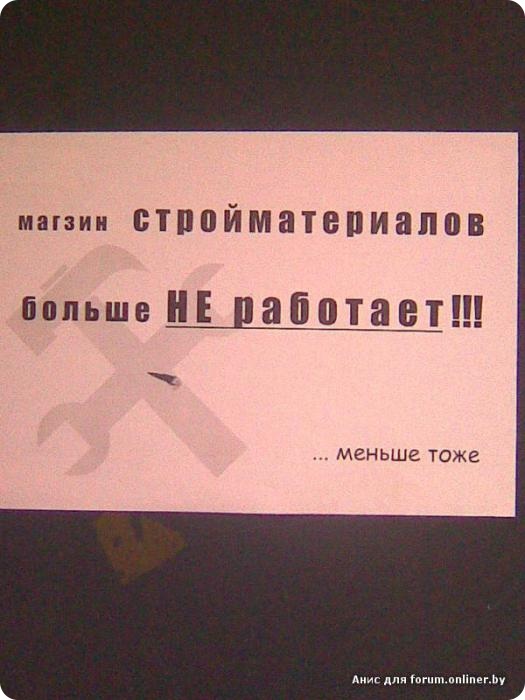 магзин стройматериалов
больше НЕ работает!!!
... меньше тоже
Анис для forum.onliner.by